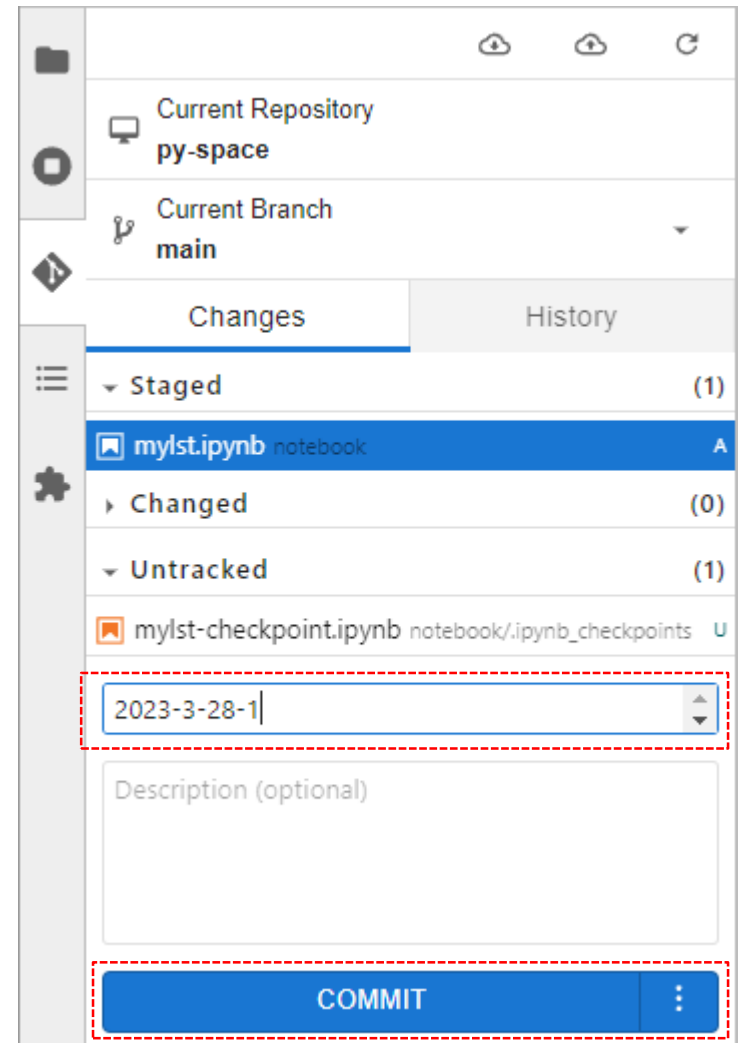 Current Repository
py-space
Current Branch
main
Changes History
Staged (1)
mylst.ipynb notebook A
Changed (0)
Untracked (1)
mylst-checkpoint.ipynb notebook/.ipynb_checkpoints U
2023-3-28-1
Description (optional)
COMMIT